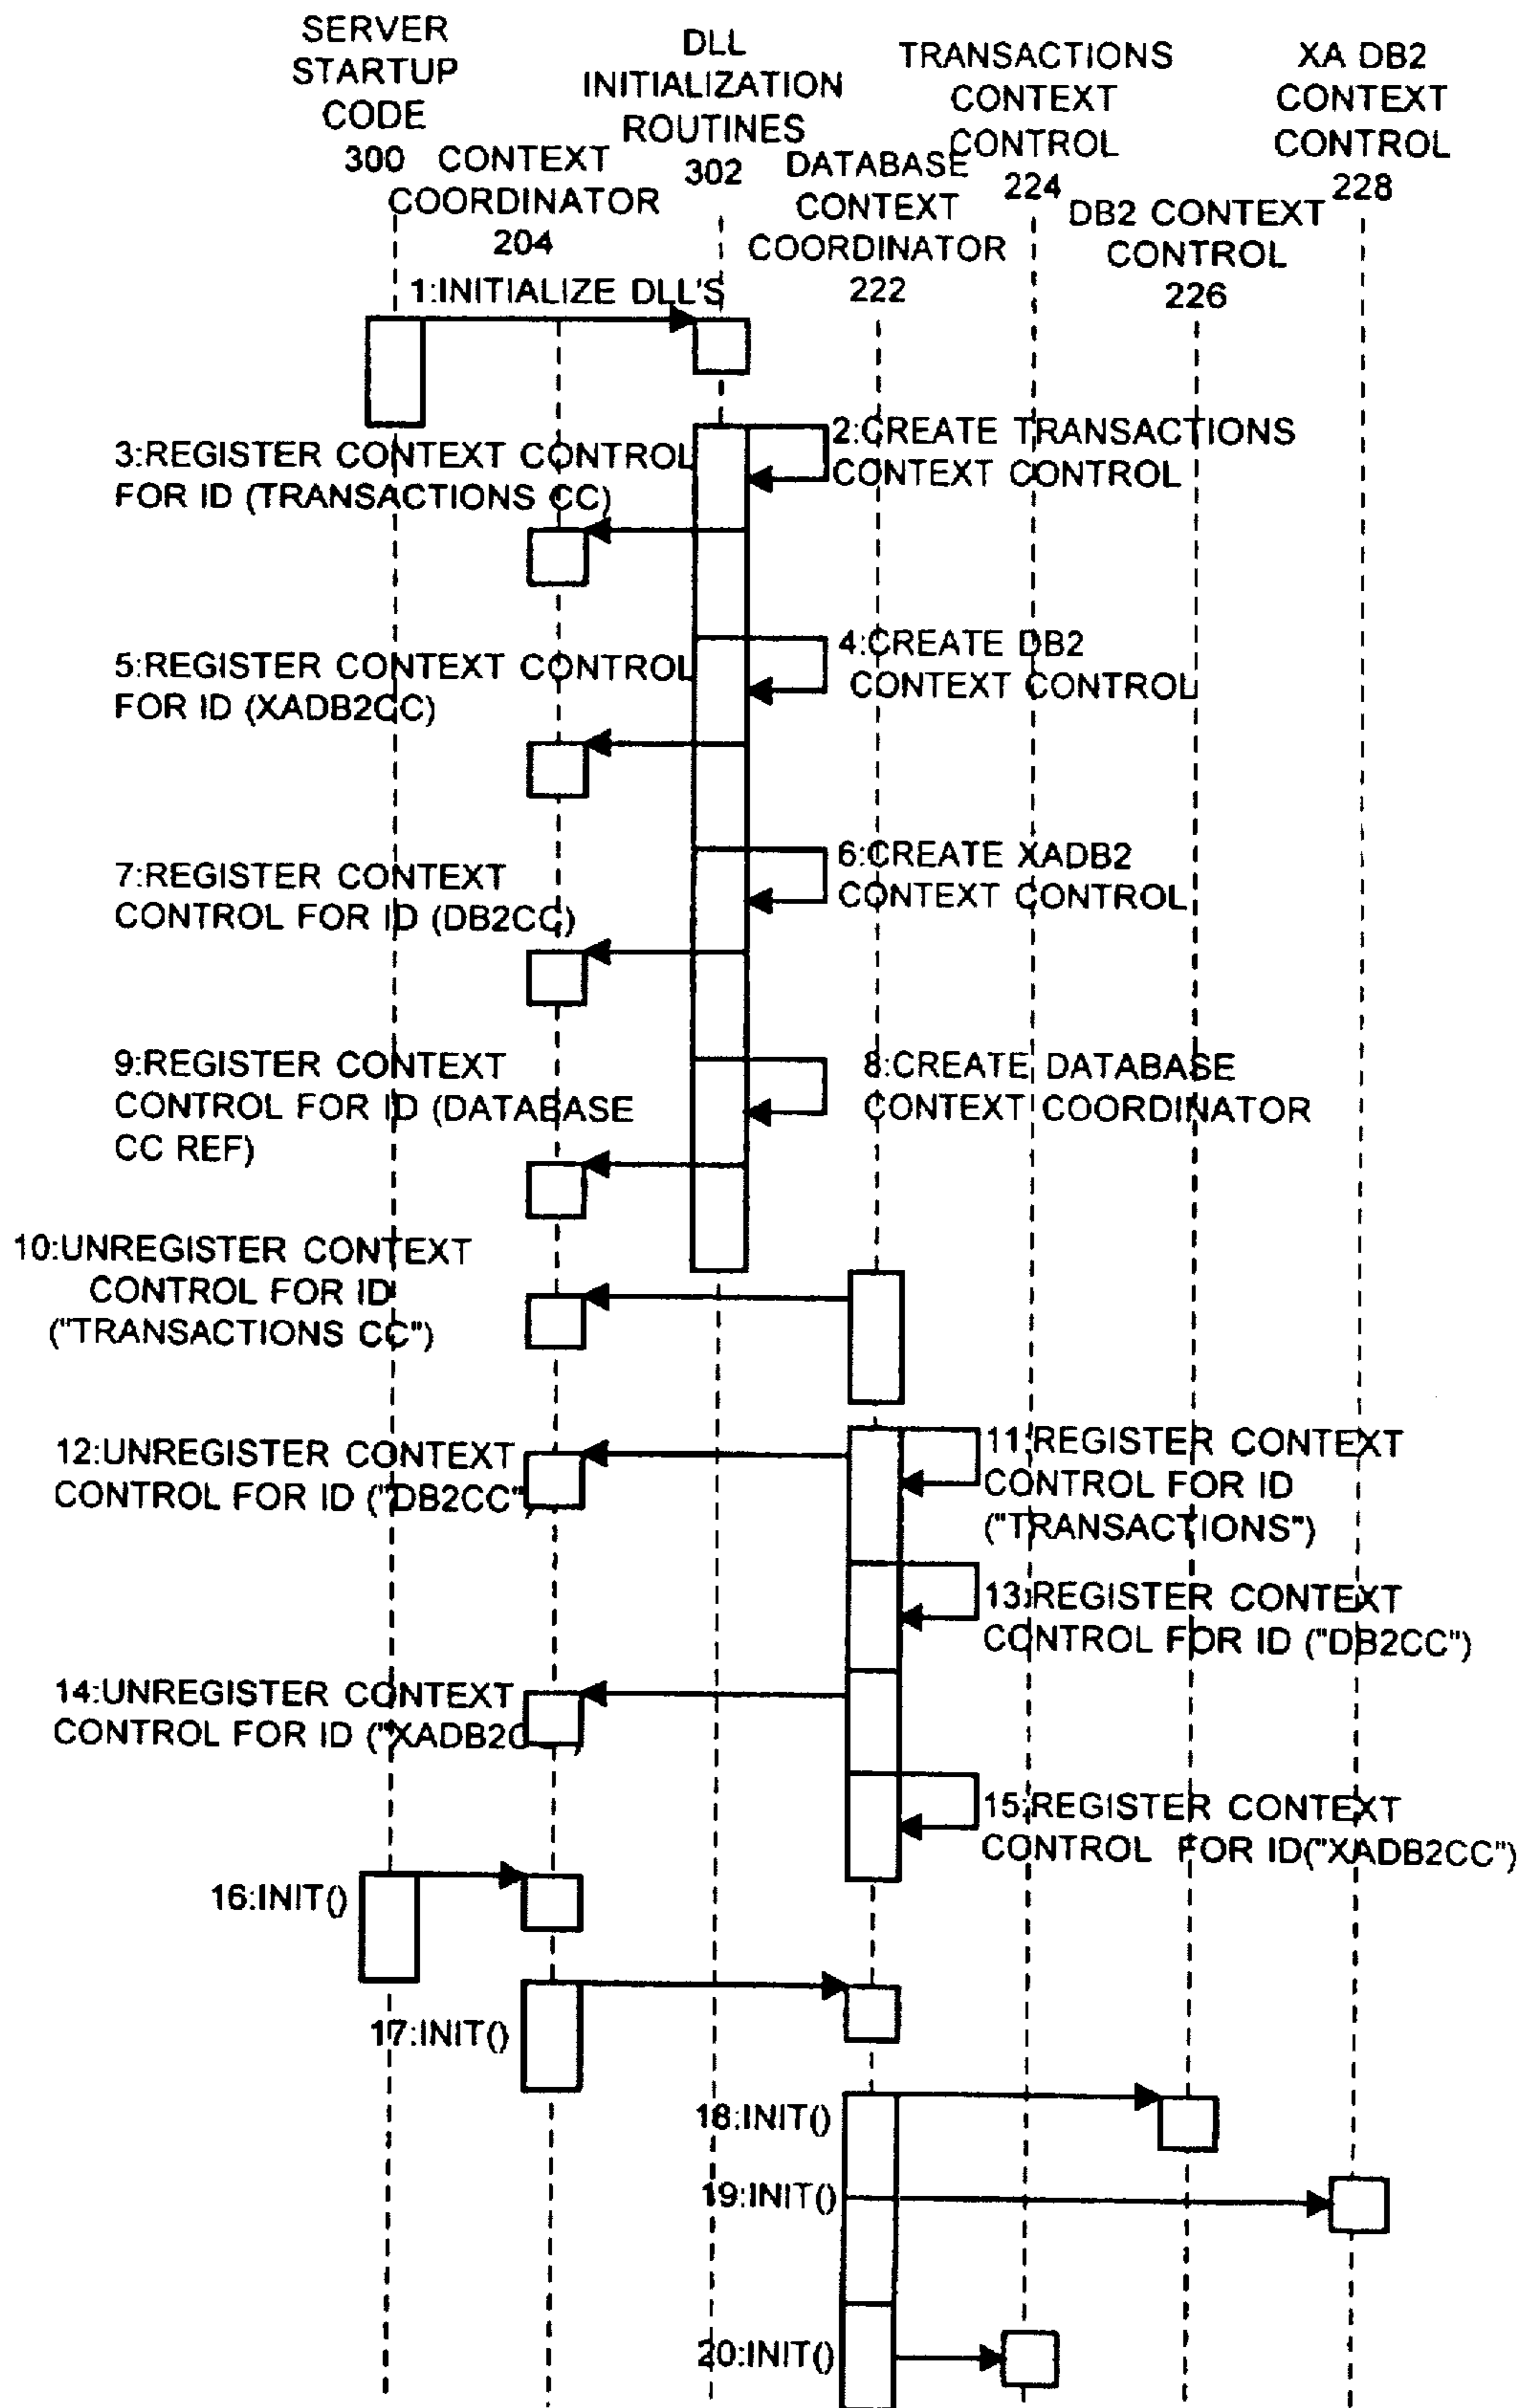 SERVER
STARTUP
CODE
300
CONTEXT
COORDINATOR
204
DLL
INITIALIZATION
ROUTINES
302
DATABASE
CONTEXT
COORDINATOR
222
TRANSACTIONS
CONTEXT
CONTROL
224
DB2 CONTEXT
CONTROL
226
XA DB2
CONTEXT
CONTROL
228
1:INITIALIZE DLL'S
2:CREATE TRANSACTIONS
CONTEXT CONTROL
3:REGISTER CONTEXT CONTROL
FOR ID (TRANSACTIONS CC)
4:CREATE DB2
CONTEXT CONTROL
5:REGISTER CONTEXT CONTROL
FOR ID (XADB2CC)
6:CREATE XADB2
CONTEXT CONTROL
7:REGISTER CONTEXT
CONTROL FOR ID (DB2CC)
8:CREATE DATABASE
CONTEXT COORDINATOR
9:REGISTER CONTEXT
CONTROL FOR ID (DATABASE
CC REF)
10:UNREGISTER CONTEXT
CONTROL FOR ID
("TRANSACTIONS CC")
11:REGISTER CONTEXT
CONTROL FOR ID
("TRANSACTIONS")
12:UNREGISTER CONTEXT
CONTROL FOR ID ("DB2CC"
13:REGISTER CONTEXT
CONTROL FOR ID ("DB2CC")
14:UNREGISTER CONTEXT
CONTROL FOR ID
15:REGISTER CONTEXT
CONTROL FOR ID("XADB2CC")
16:INIT()
17:INIT()
18:INIT()
19:INIT()
20:INIT()